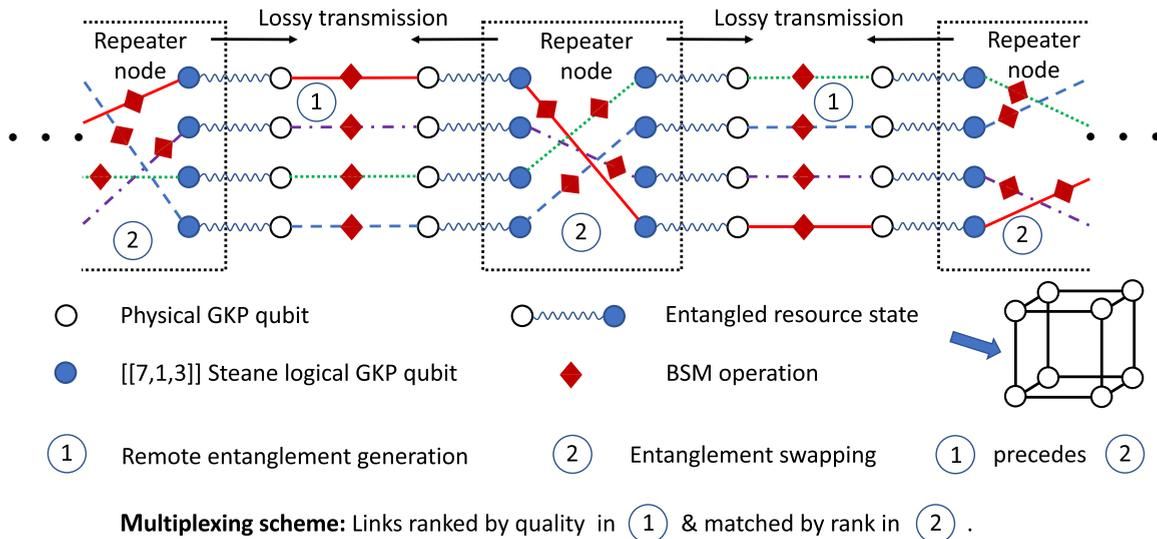 Lossy transmission
Lossy transmission
Repeater node
Repeater node
Repeater node
1
1
2
2
2
Physical GKP qubit
Entangled resource state
[[7,1,3]] Steane logical GKP qubit
BSM operation
1 Remote entanglement generation
2 Entanglement swapping
1 precedes 2
Multiplexing scheme: Links ranked by quality in 1 & matched by rank in 2 .